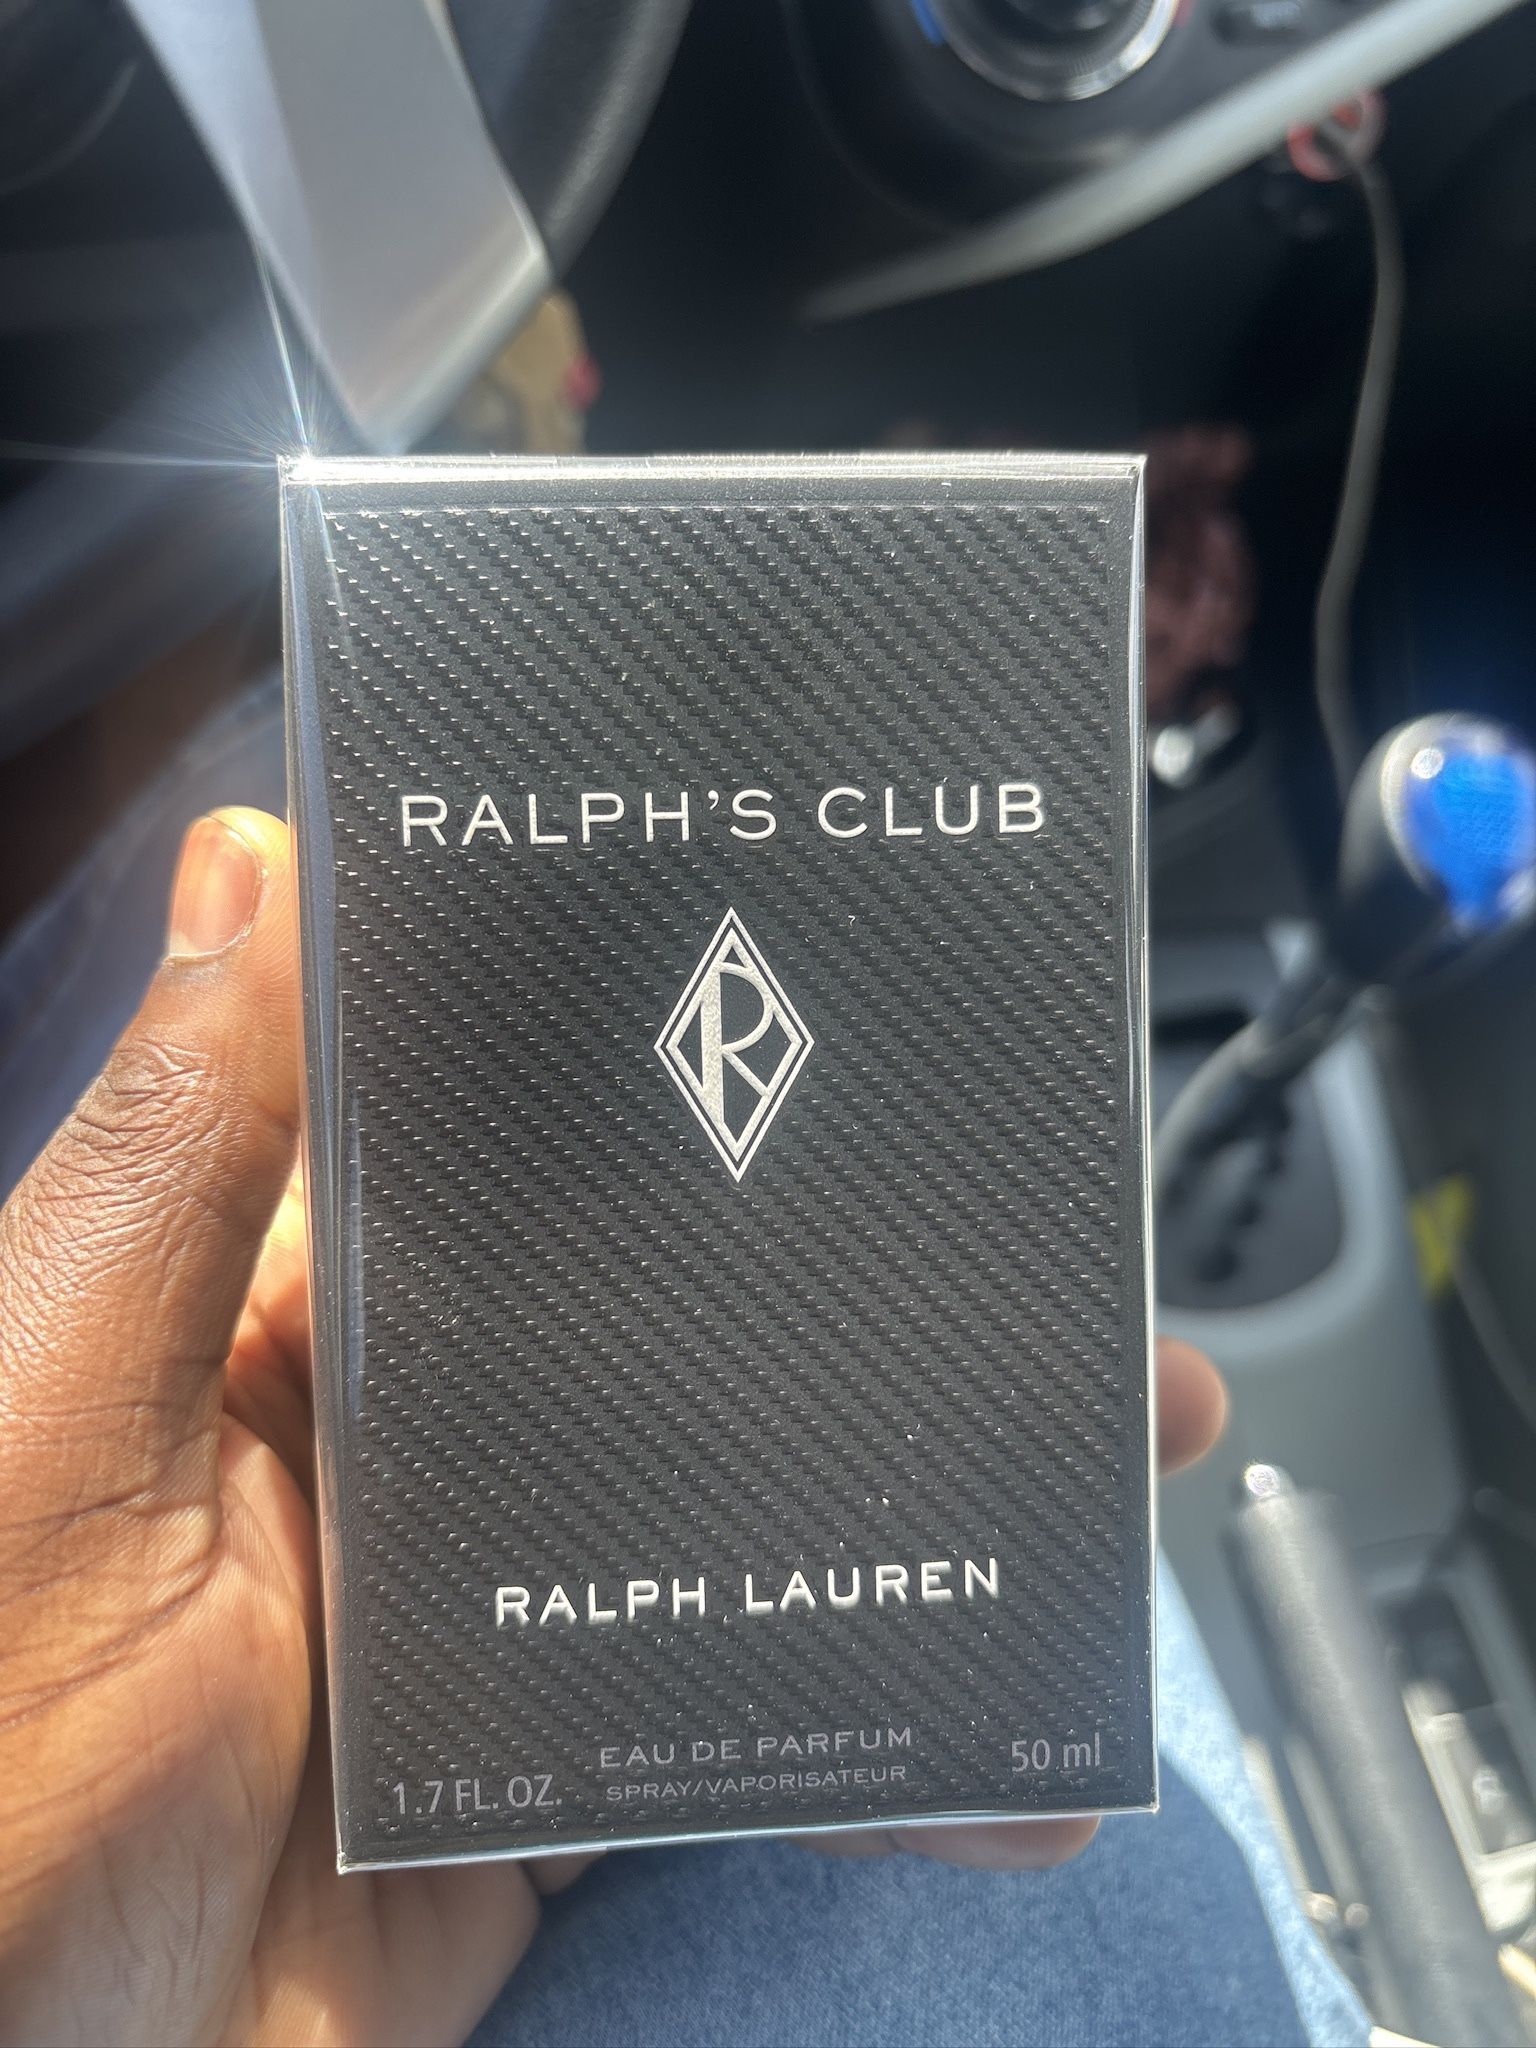 RALPH'S CLUB
R
RALPH LAUREN
EAU DE PARFUM
1.7 FL. OZ. SPRAY/VAPORISATEUR 50 ml